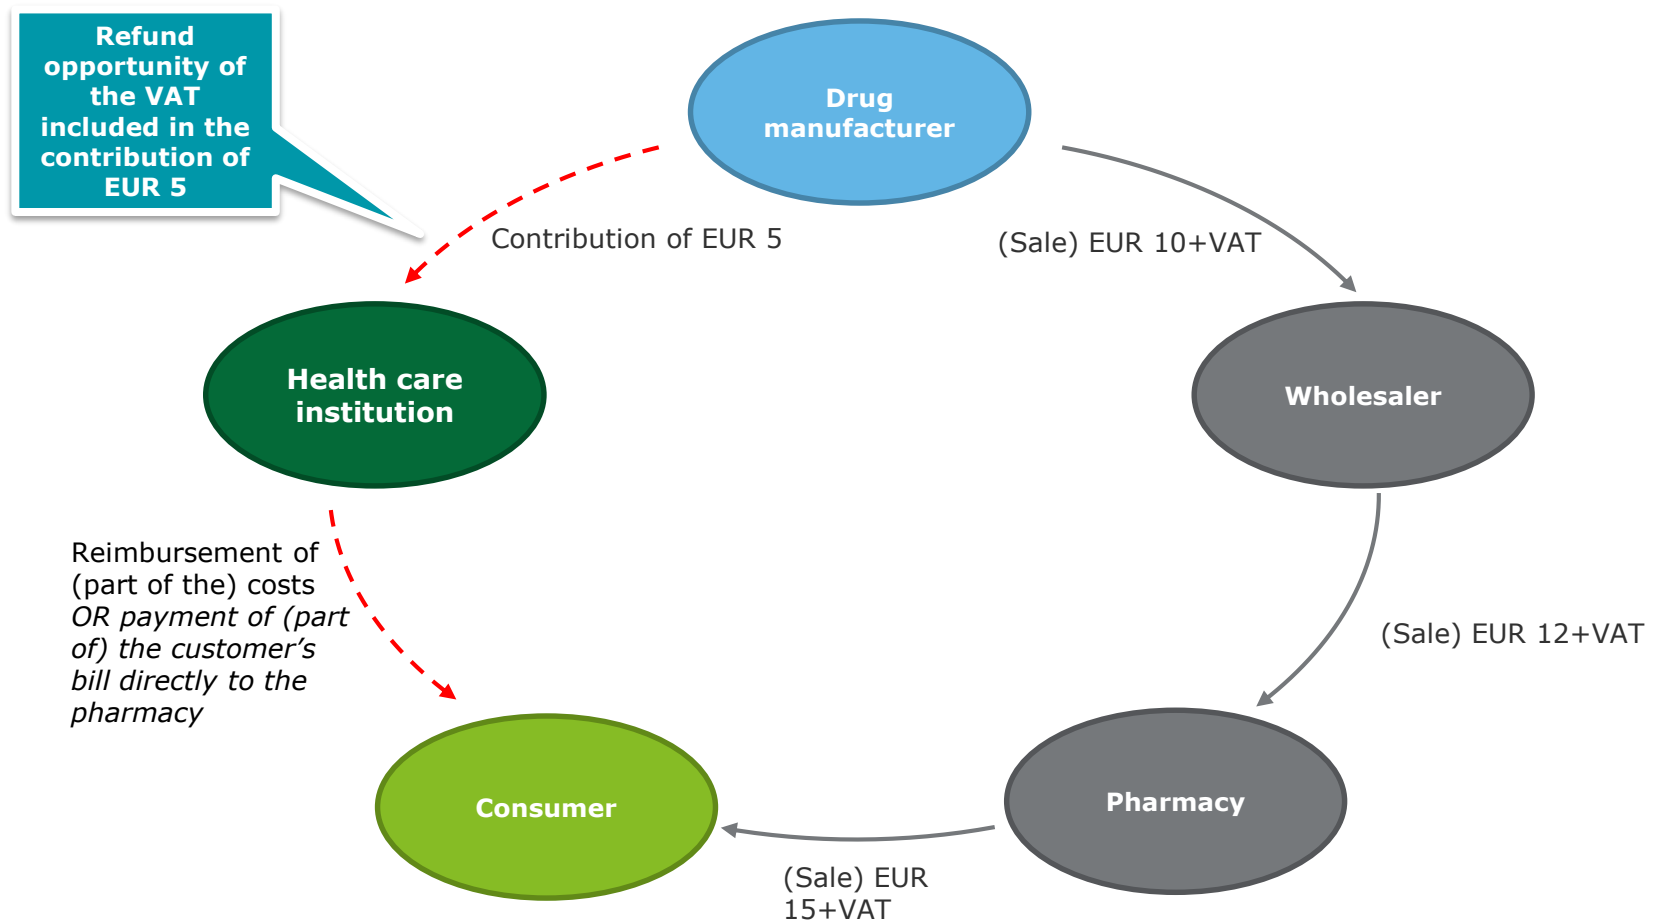 Refund
opportunity of
the VAT
included in the
contribution of
EUR 5
Drug
manufacturer
Contribution of EUR 5
(Sale) EUR 10+VAT
Health care
institution
Wholesaler
Reimbursement of
(part of the) costs
OR payment of (part
of) the customer’s
bill directly to the
pharmacy
(Sale) EUR 12+VAT
Consumer
Pharmacy
(Sale) EUR
15+VAT